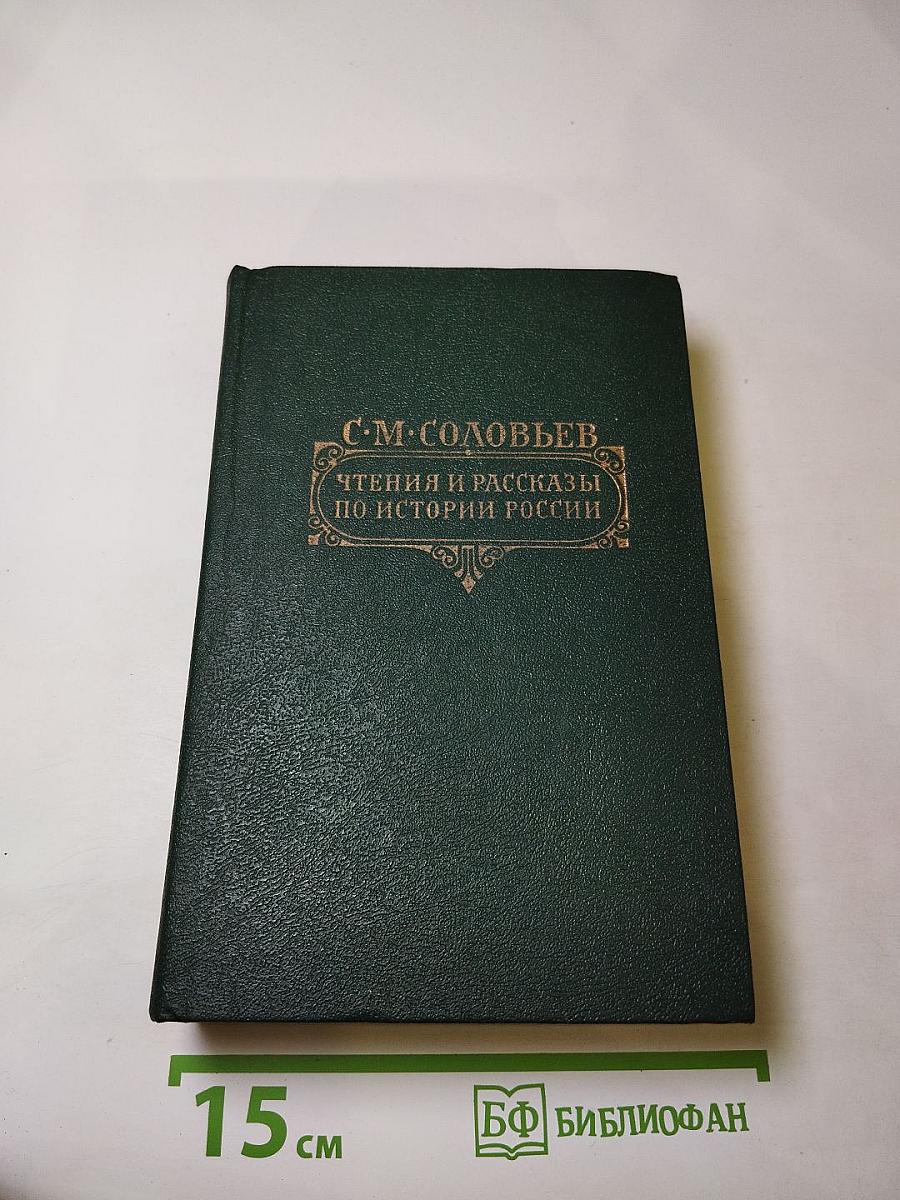 С·М·СОЛОВЬЕВ
ЧТЕНИЯ И РАССКАЗЫ
ПО ИСТОРИИ РОССИИ
15 см
БФ БИБЛИОФАН